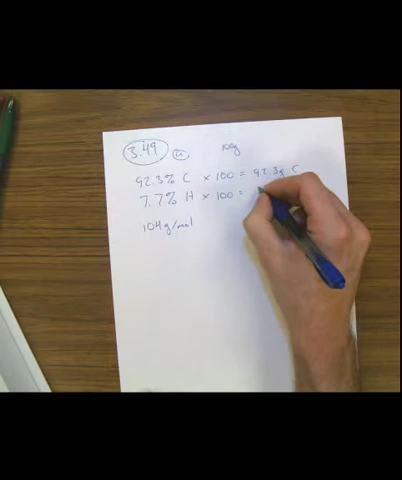 3.49 a 100g
92.3% C × 100 = 92.3g C
7.7% H × 100 =
104g/mol